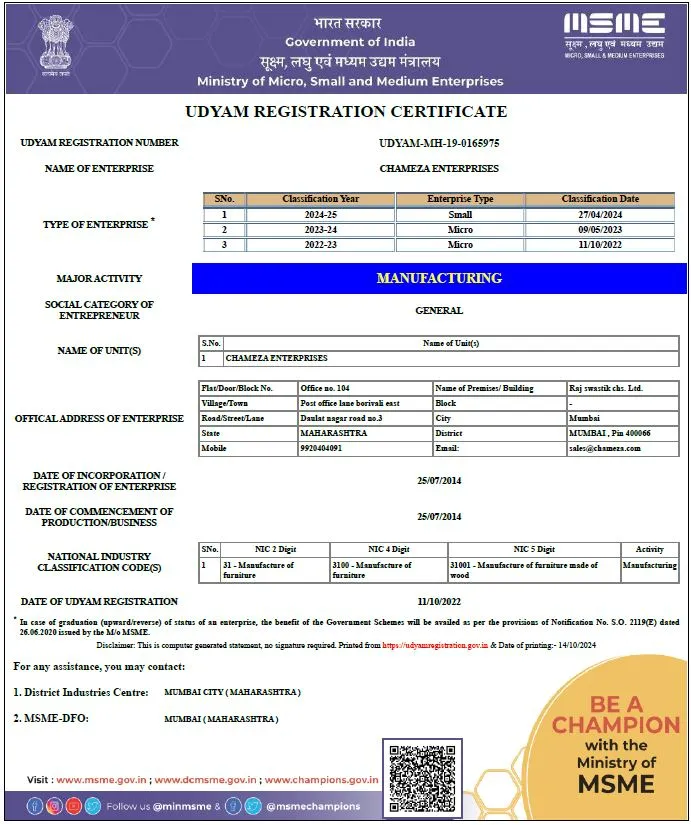 भारत सरकार
Government of India
सूक्ष्म, लघु एवं मध्यम उद्यम मंत्रालय
Ministry of Micro, Small and Medium Enterprises
MSME
सूक्ष्म , लघु एवं मध्यम उद्यम
MICRO, SMALL & MEDIUM ENTERPRISES
UDYAM REGISTRATION CERTIFICATE
UDYAM REGISTRATION NUMBER UDYAM-MH-19-0165975
NAME OF ENTERPRISE CHAMEZA ENTERPRISES
TYPE OF ENTERPRISE *
SNo. Classification Year Enterprise Type Classification Date
1 2024-25 Small 27/04/2024
2 2023-24 Micro 09/05/2023
3 2022-23 Micro 11/10/2022
MAJOR ACTIVITY MANUFACTURING
SOCIAL CATEGORY OF
ENTREPRENEUR GENERAL
NAME OF UNIT(S)
S.No. Name of Unit(s)
1 CHAMEZA ENTERPRISES
OFFICAL ADDRESS OF ENTERPRISE
Flat/Door/Block No. Office no. 104 Name of Premises/ Building Raj swastik chs. Ltd.
Village/Town Post office lane borivali east Block -
Road/Street/Lane Daulat nagar road no.3 City Mumbai
State MAHARASHTRA District MUMBAI , Pin 400066
Mobile 9920404091 Email: sales@chameza.com
DATE OF INCORPORATION /
REGISTRATION OF ENTERPRISE 25/07/2014
DATE OF COMMENCEMENT OF
PRODUCTION/BUSINESS 25/07/2014
NATIONAL INDUSTRY
CLASSIFICATION CODE(S)
SNo. NIC 2 Digit NIC 4 Digit NIC 5 Digit Activity
1 31 - Manufacture of furniture 3100 - Manufacture of furniture 31001 - Manufacture of furniture made of wood Manufacturing
DATE OF UDYAM REGISTRATION 11/10/2022
* In case of graduation (upward/reverse) of status of an enterprise, the benefit of the Government Schemes will be availed as per the provisions of Notification No. S.O. 2119(E) dated
26.06.2020 issued by the M/o MSME.
Disclaimer: This is computer generated statement, no signature required. Printed from https://udyamregistration.gov.in & Date of printing:- 14/10/2024
For any assistance, you may contact:
1. District Industries Centre: MUMBAI CITY ( MAHARASHTRA )
2. MSME-DFO: MUMBAI ( MAHARASHTRA )
BE A
CHAMPION
with the
Ministry of
MSME
Visit : www.msme.gov.in ; www.dcmsme.gov.in ; www.champions.gov.in
Follow us @minmsme & @msmechampions